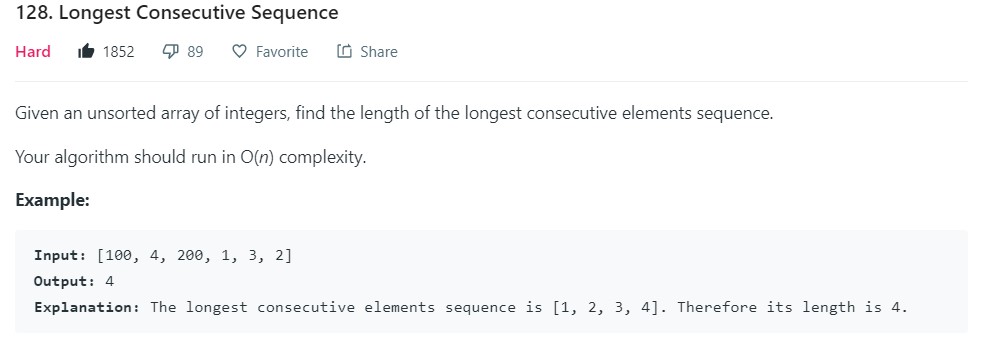 128. Longest Consecutive Sequence
Hard 1852 89 Favorite Share
Given an unsorted array of integers, find the length of the longest consecutive elements sequence.
Your algorithm should run in O(n) complexity.
Example:
Input: [100, 4, 200, 1, 3, 2]
Output: 4
Explanation: The longest consecutive elements sequence is [1, 2, 3, 4]. Therefore its length is 4.